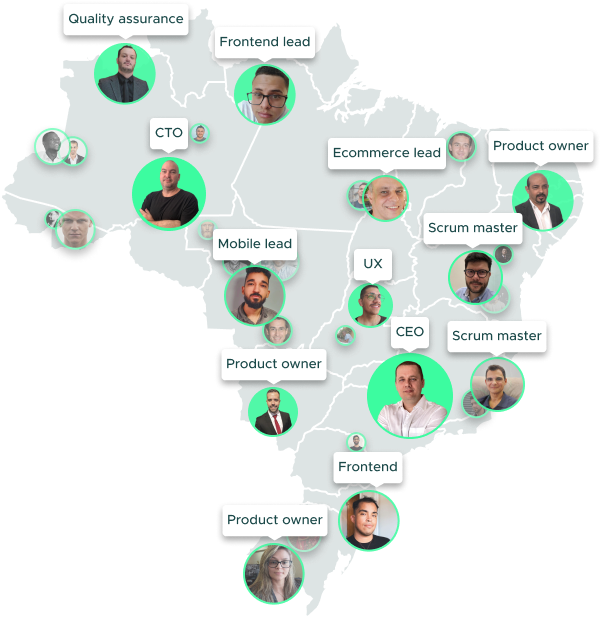 Quality assurance
Frontend lead
CTO
Ecommerce lead
Product owner
Scrum master
Mobile lead
UX
CEO
Scrum master
Product owner
Frontend
Product owner